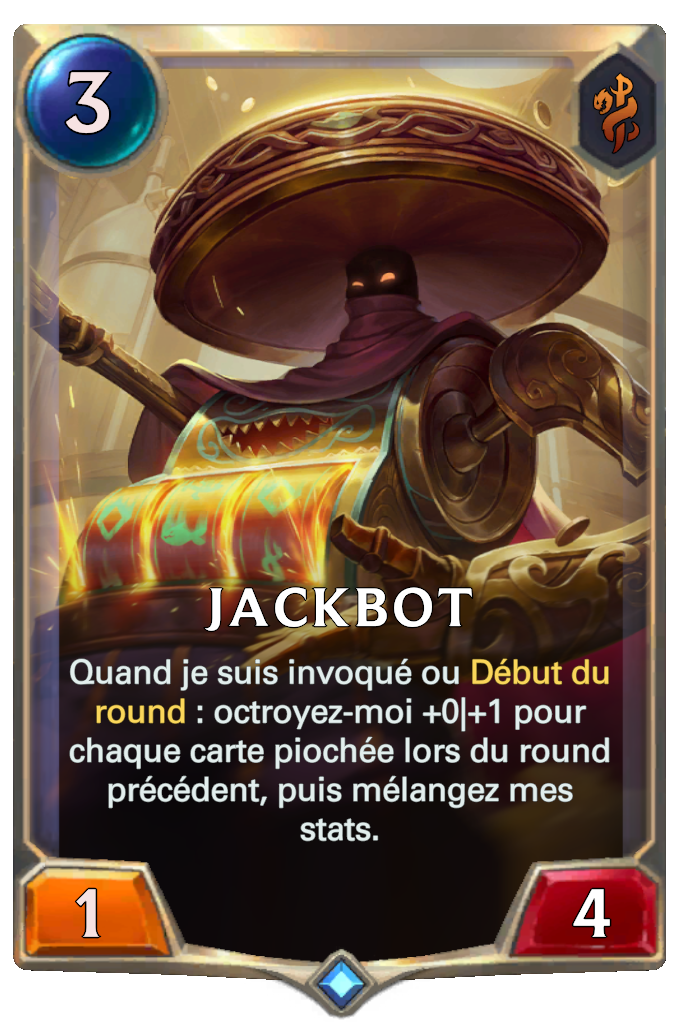 3
JACKBOT
Quand je suis invoqué ou Début du
round : octroyez-moi +0|+1 pour
chaque carte piochée lors du round
précédent, puis mélangez mes
stats.
1
4